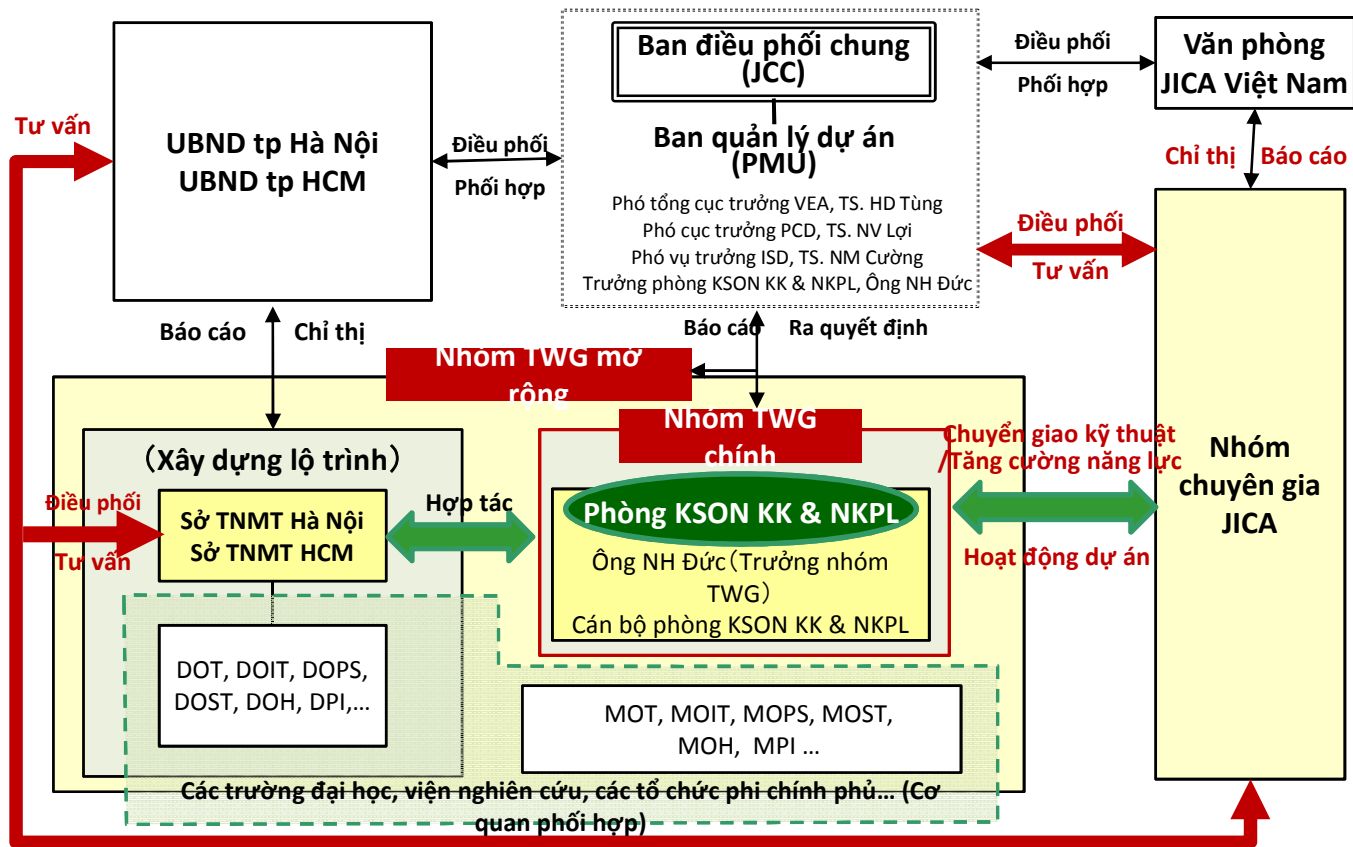 Ban điều phối chung
(JCC)
Ban quản lý dự án
(PMU)
Phó tổng cục trưởng VEA, TS. HD Tùng
Phó cục trưởng PCD, TS. NV Lợi
Phó vụ trưởng ISD, TS. NM Cường
Trưởng phòng KSON KK & NKPL, Ông NH Đức
Điều phối
Phối hợp
Văn phòng
JICA Việt Nam
Tư vấn
UBND tp Hà Nội
UBND tp HCM
Điều phối
Phối hợp
Chỉ thị
Báo cáo
Điều phối
Tư vấn
Báo cáo
Chỉ thị
Báo cáo
Ra quyết định
Nhóm TWG mở
rộng
Nhóm TWG
chính
(Xây dựng lộ trình)
Chuyển giao kỹ thuật
/Tăng cường năng lực
Hoạt động dự án
Nhóm
chuyên gia
JICA
Điều phối
Tư vấn
Sở TNMT Hà Nội
Sở TNMT HCM
Hợp tác
Phòng KSON KK & NKPL
Ông NH Đức(Trưởng nhóm
TWG)
Cán bộ phòng KSON KK & NKPL
DOT, DOIT, DOPS,
DOST, DOH, DPI,...
MOT, MOIT, MOPS, MOST,
MOH, MPI ...
Các trường đại học, viện nghiên cứu, các tổ chức phi chính phủ... (Cơ
quan phối hợp)